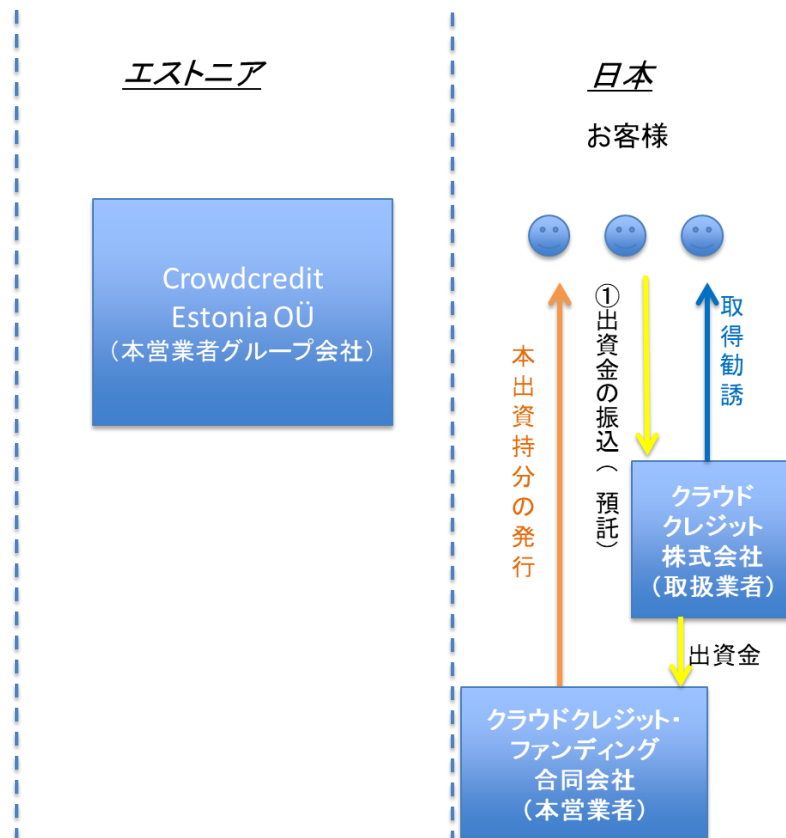 エストニア
日本
お客様
Crowdcredit
Estonia OÜ
（本営業者グループ会社）
本出資持分の発行
①出資金の振込（預託）
取得勧誘
クラウド
クレジット
株式会社
（取扱業者）
出資金
クラウドクレジット・
ファンディング
合同会社
（本営業者）